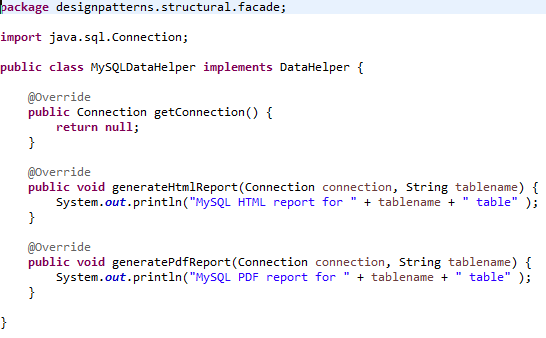 package designpatterns.structural.facade;
import java.sql.Connection;
public class MySQLDataHelper implements DataHelper {
@Override
public Connection getConnection() {
return null;
}
@Override
public void generateHtmlReport(Connection connection, String tablename) {
System.out.println("MySQL HTML report for " + tablename + " table" );
}
@Override
public void generatePdfReport(Connection connection, String tablename) {
System.out.println("MySQL PDF report for " + tablename + " table" );
}
}